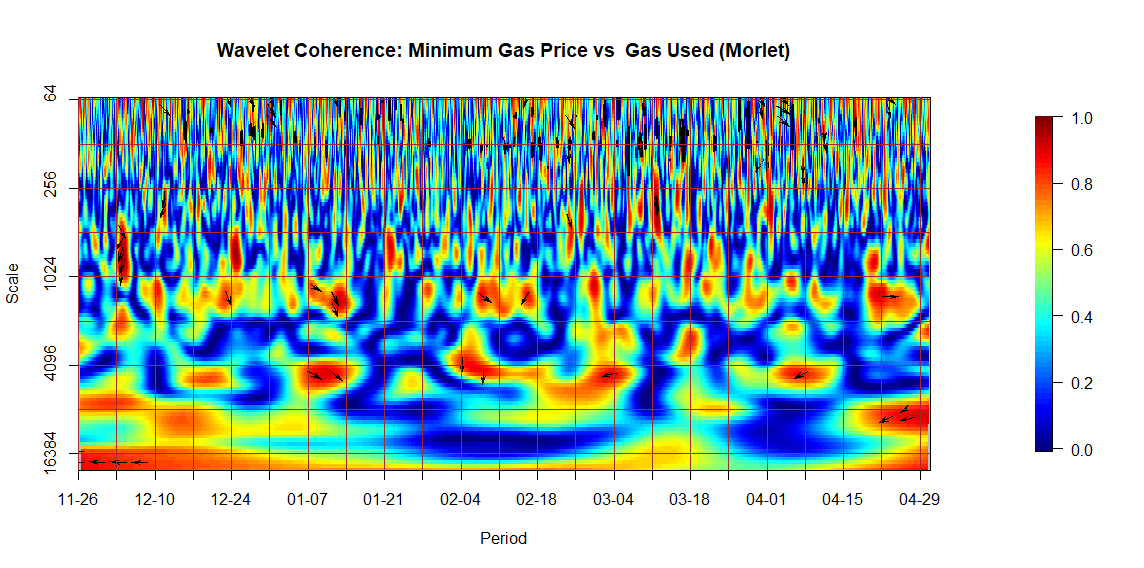 Wavelet Coherence: Minimum Gas Price vs  Gas Used (Morlet)
64
256
1024
4096
16384
Scale
11-26 12-10 12-24 01-07 01-21 02-04 02-18 03-04 03-18 04-01 04-15 04-29
Period
1.0
0.8
0.6
0.4
0.2
0.0